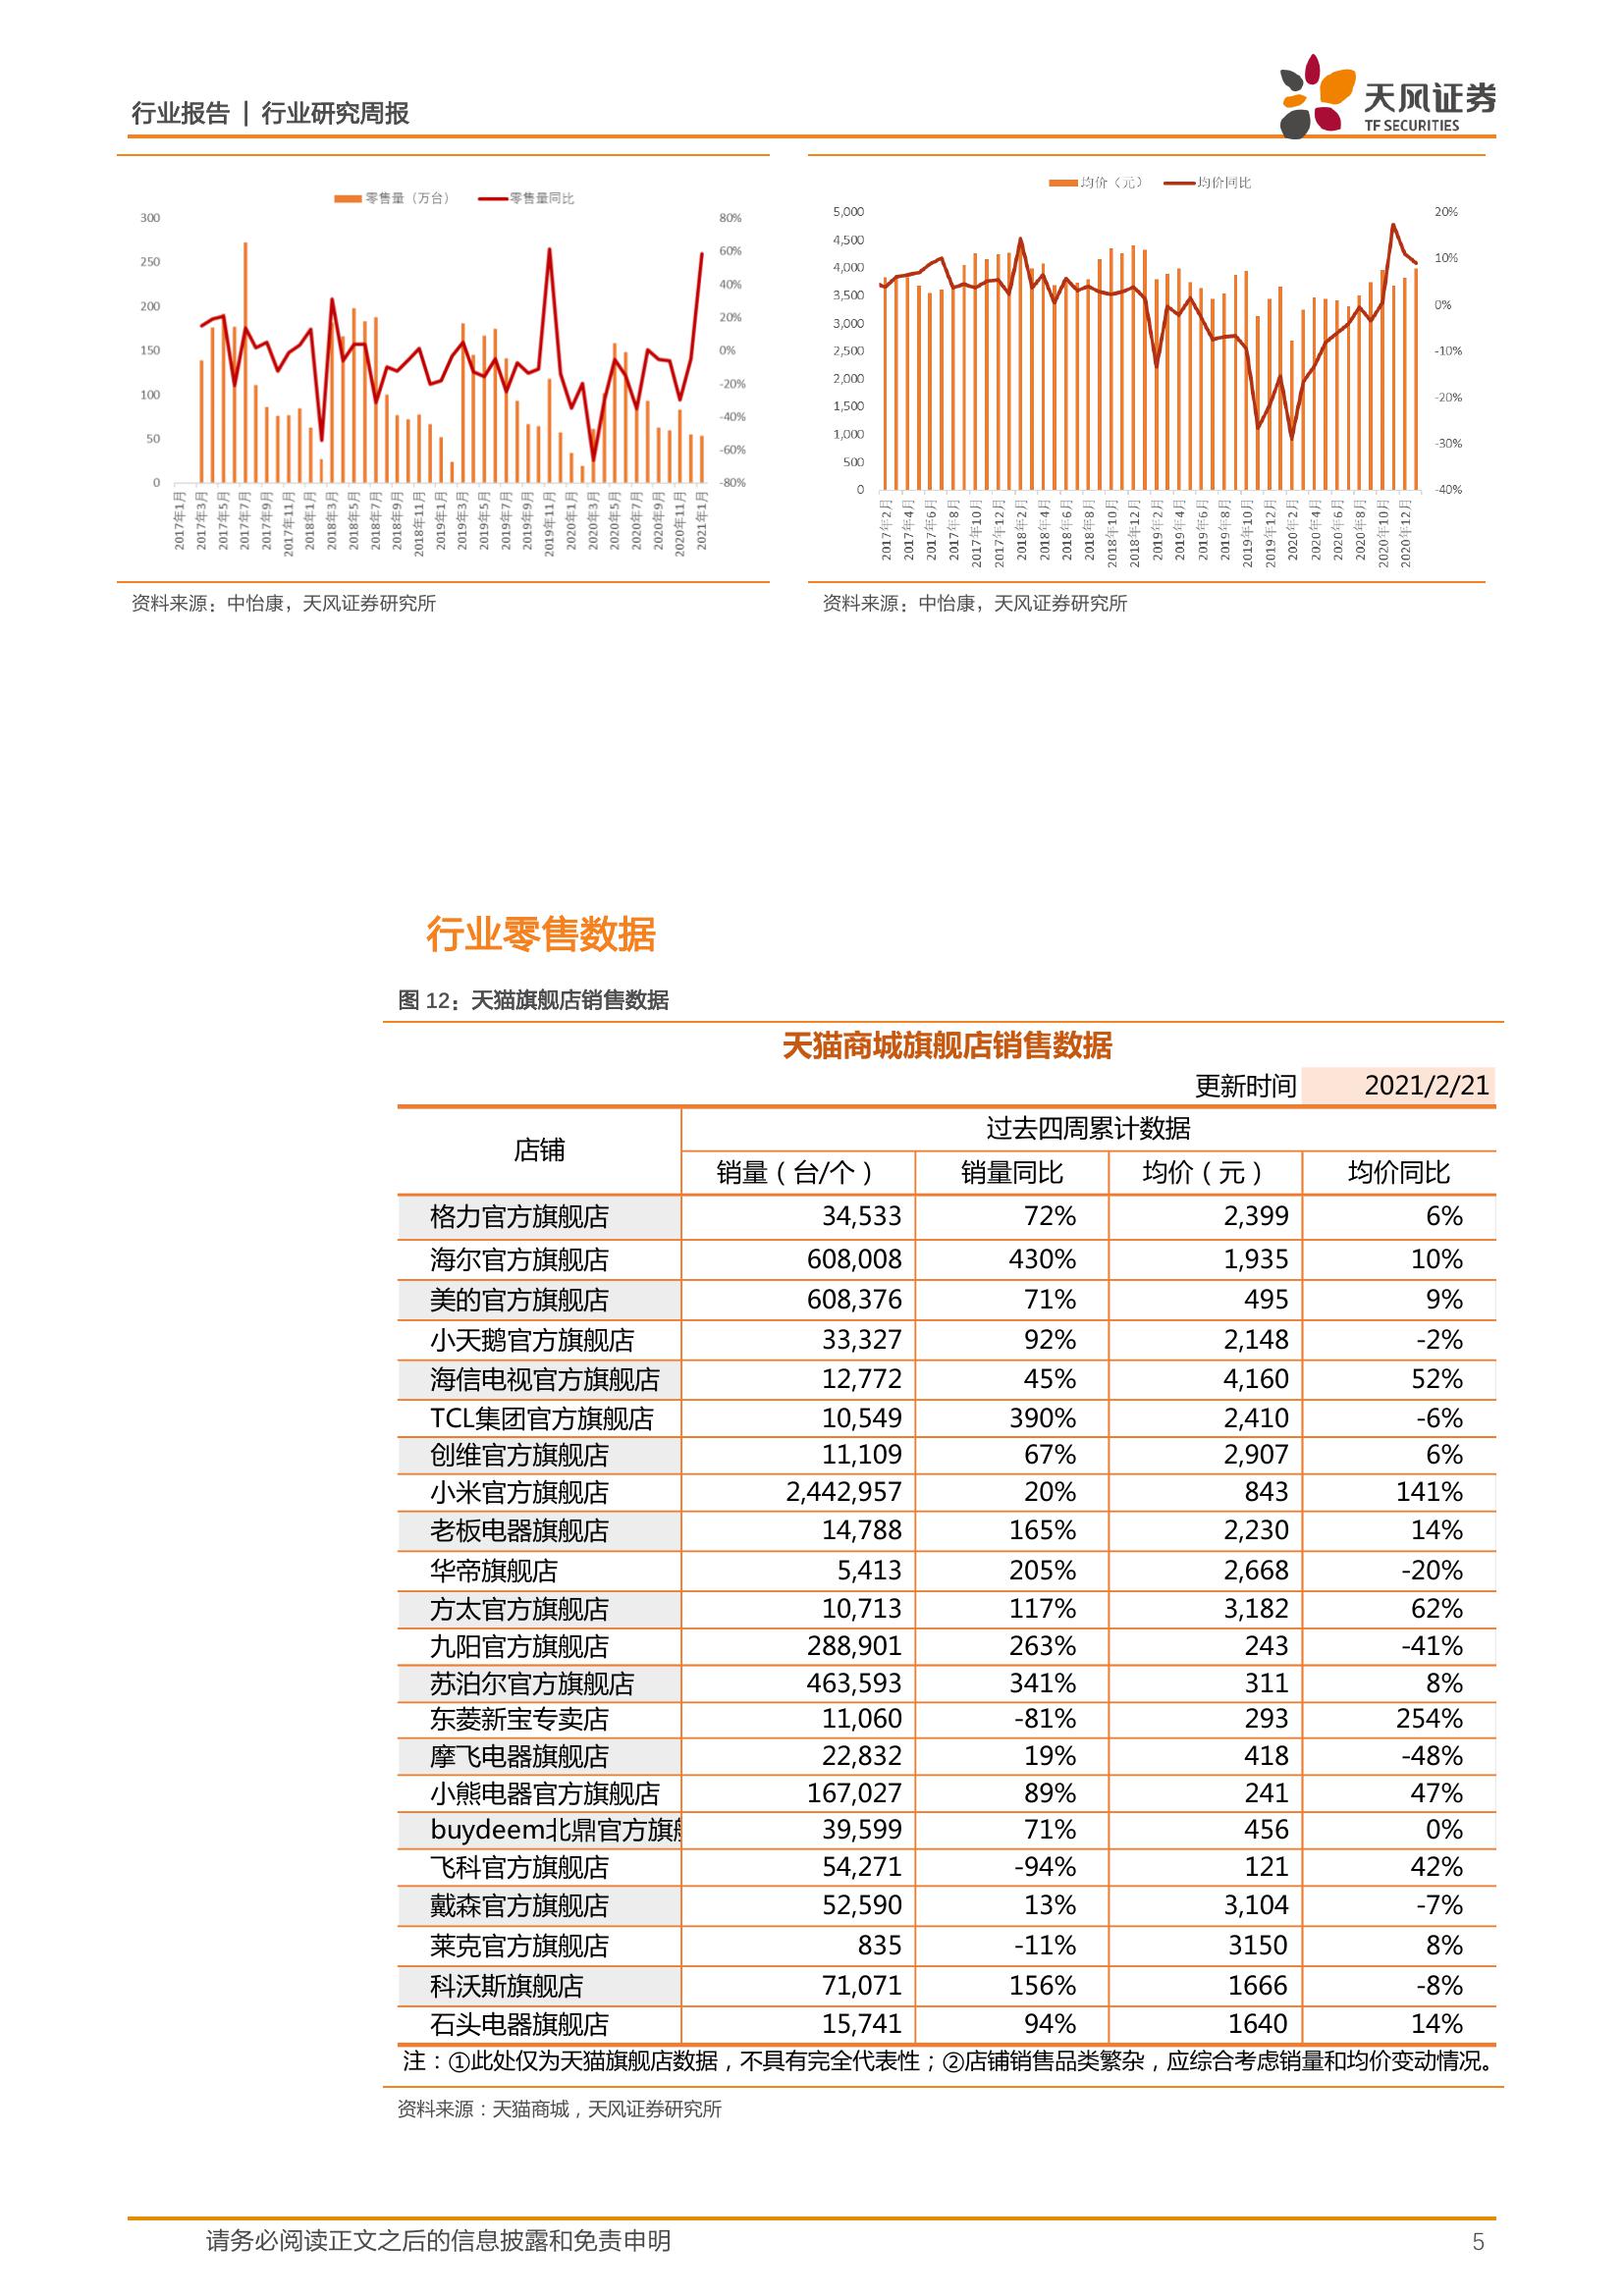 行业报告 | 行业研究周报
天风证券
TF SECURITIES
零售量（万台） 零售量同比
300 250 200 150 100 50 0
80% 60% 40% 20% 0% -20% -40% -60% -80%
2017年1月 2017年3月 2017年5月 2017年7月 2017年9月 2017年11月 2018年1月 2018年3月 2018年5月 2018年7月 2018年9月 2018年11月 2019年1月 2019年3月 2019年5月 2019年7月 2019年9月 2019年11月 2020年1月 2020年3月 2020年5月 2020年7月 2020年9月 2020年11月 2021年1月
资料来源：中怡康，天风证券研究所
均价（元） 均价同比
5,000 4,500 4,000 3,500 3,000 2,500 2,000 1,500 1,000 500 0
20% 10% 0% -10% -20% -30% -40%
2017年2月 2017年4月 2017年6月 2017年8月 2017年10月 2017年12月 2018年2月 2018年4月 2018年6月 2018年8月 2018年10月 2018年12月 2019年2月 2019年4月 2019年6月 2019年8月 2019年10月 2019年12月 2020年2月 2020年4月 2020年6月 2020年8月 2020年10月 2020年12月
资料来源：中怡康，天风证券研究所
行业零售数据
图 12：天猫旗舰店销售数据
天猫商城旗舰店销售数据
更新时间 2021/2/21
店铺 过去四周累计数据
销量（台/个） 销量同比 均价（元） 均价同比
格力官方旗舰店 34,533 72% 2,399 6%
海尔官方旗舰店 608,008 430% 1,935 10%
美的官方旗舰店 608,376 71% 495 9%
小天鹅官方旗舰店 33,327 92% 2,148 -2%
海信电视官方旗舰店 12,772 45% 4,160 52%
TCL集团官方旗舰店 10,549 390% 2,410 -6%
创维官方旗舰店 11,109 67% 2,907 6%
小米官方旗舰店 2,442,957 20% 843 141%
老板电器旗舰店 14,788 165% 2,230 14%
华帝旗舰店 5,413 205% 2,668 -20%
方太官方旗舰店 10,713 117% 3,182 62%
九阳官方旗舰店 288,901 263% 243 -41%
苏泊尔官方旗舰店 463,593 341% 311 8%
东菱新宝专卖店 11,060 -81% 293 254%
摩飞电器旗舰店 22,832 19% 418 -48%
小熊电器官方旗舰店 167,027 89% 241 47%
buydeem北鼎官方旗 39,599 71% 456 0%
飞科官方旗舰店 54,271 -94% 121 42%
戴森官方旗舰店 52,590 13% 3,104 -7%
莱克官方旗舰店 835 -11% 3150 8%
科沃斯旗舰店 71,071 156% 1666 -8%
石头电器旗舰店 15,741 94% 1640 14%
注：①此处仅为天猫旗舰店数据，不具有完全代表性；②店铺销售品类繁杂，应综合考虑销量和均价变动情况。
资料来源：天猫商城，天风证券研究所
请务必阅读正文之后的信息披露和免责申明 5